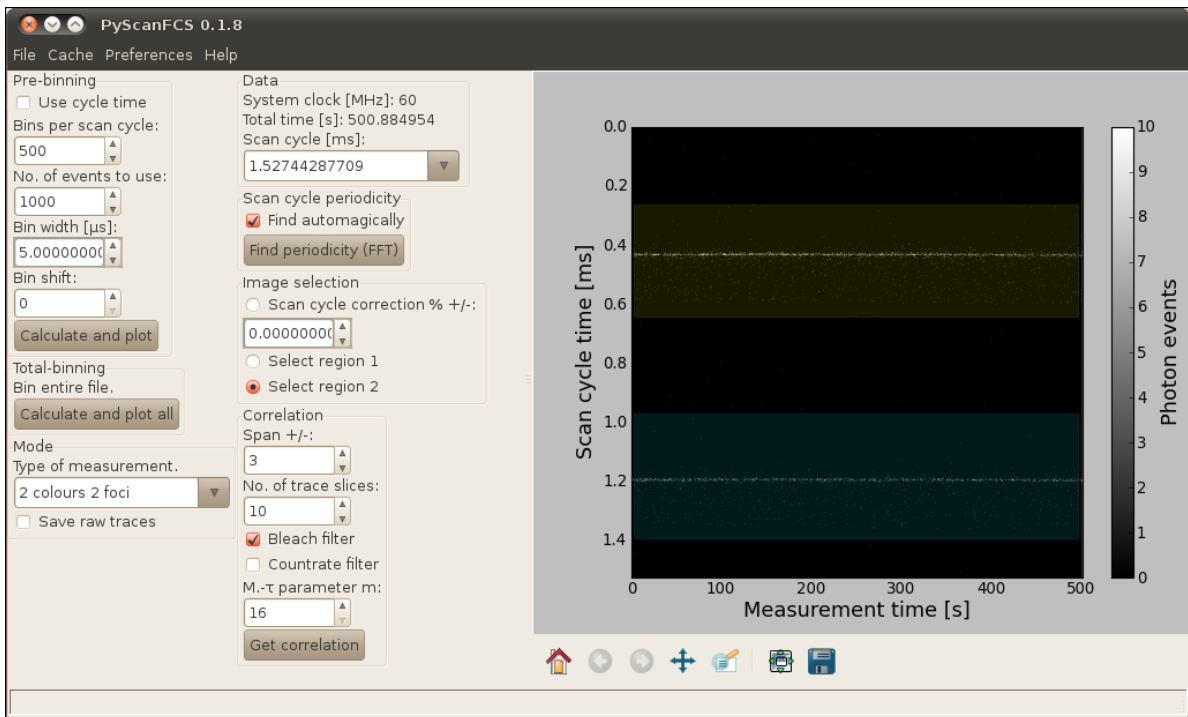 PyScanFCS 0.1.8
File Cache Preferences Help
Pre-binning
Use cycle time
Bins per scan cycle:
500
No. of events to use:
1000
Bin width [µs]:
5.0000000
Bin shift:
0
Calculate and plot
Total-binning
Bin entire file.
Calculate and plot all
Mode
Type of measurement.
2 colours 2 foci
Save raw traces
Data
System clock [MHz]: 60
Total time [s]: 500.884954
Scan cycle [ms]:
1.52744287709
Scan cycle periodicity
Find automagically
Find periodicity (FFT)
Image selection
Scan cycle correction % +/-:
0.0000000
Select region 1
Select region 2
Correlation
Span +/-:
3
No. of trace slices:
10
Bleach filter
Countrate filter
M.-τ parameter m:
16
Get correlation
Scan cycle time [ms]
0.0
0.2
0.4
0.6
0.8
1.0
1.2
1.4
0 100 200 300 400 500
Measurement time [s]
10
9
8
7
6
5
4
3
2
1
0
Photon events